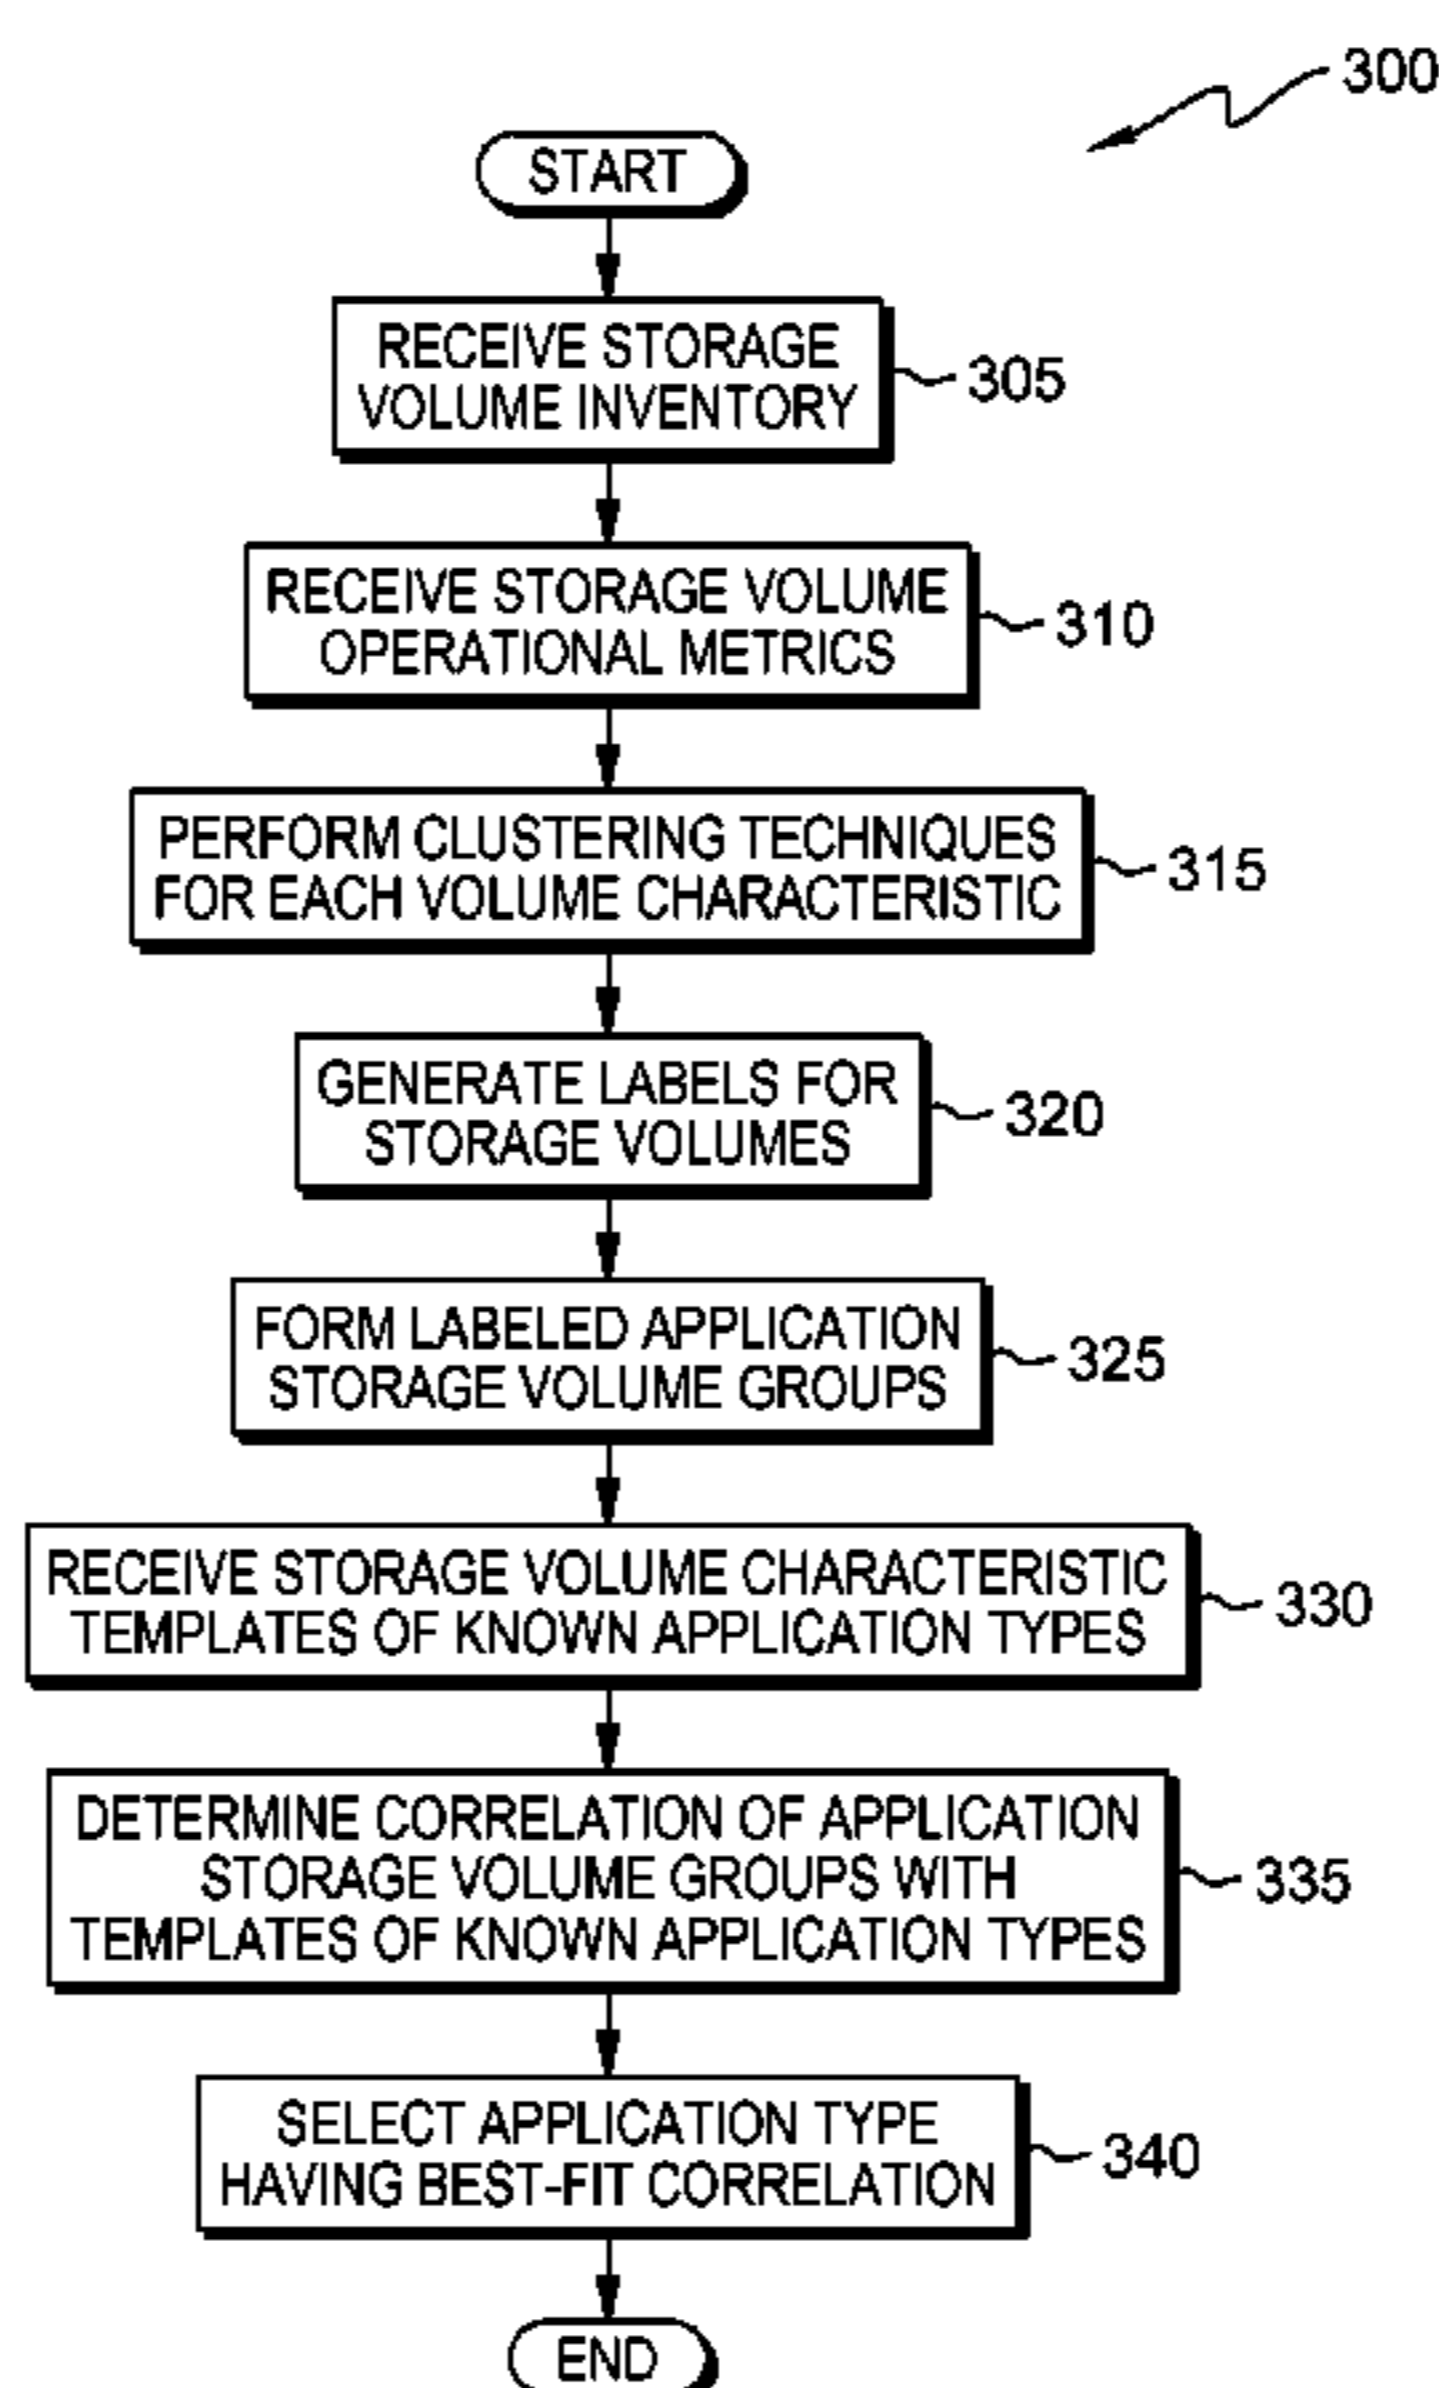 300
START
RECEIVE STORAGE
VOLUME INVENTORY
305
RECEIVE STORAGE VOLUME
OPERATIONAL METRICS
310
PERFORM CLUSTERING TECHNIQUES
FOR EACH VOLUME CHARACTERISTIC
315
GENERATE LABELS FOR
STORAGE VOLUMES
320
FORM LABELED APPLICATION
STORAGE VOLUME GROUPS
325
RECEIVE STORAGE VOLUME CHARACTERISTIC
TEMPLATES OF KNOWN APPLICATION TYPES
330
DETERMINE CORRELATION OF APPLICATION
STORAGE VOLUME GROUPS WITH
TEMPLATES OF KNOWN APPLICATION TYPES
335
SELECT APPLICATION TYPE
HAVING BEST-FIT CORRELATION
340
END